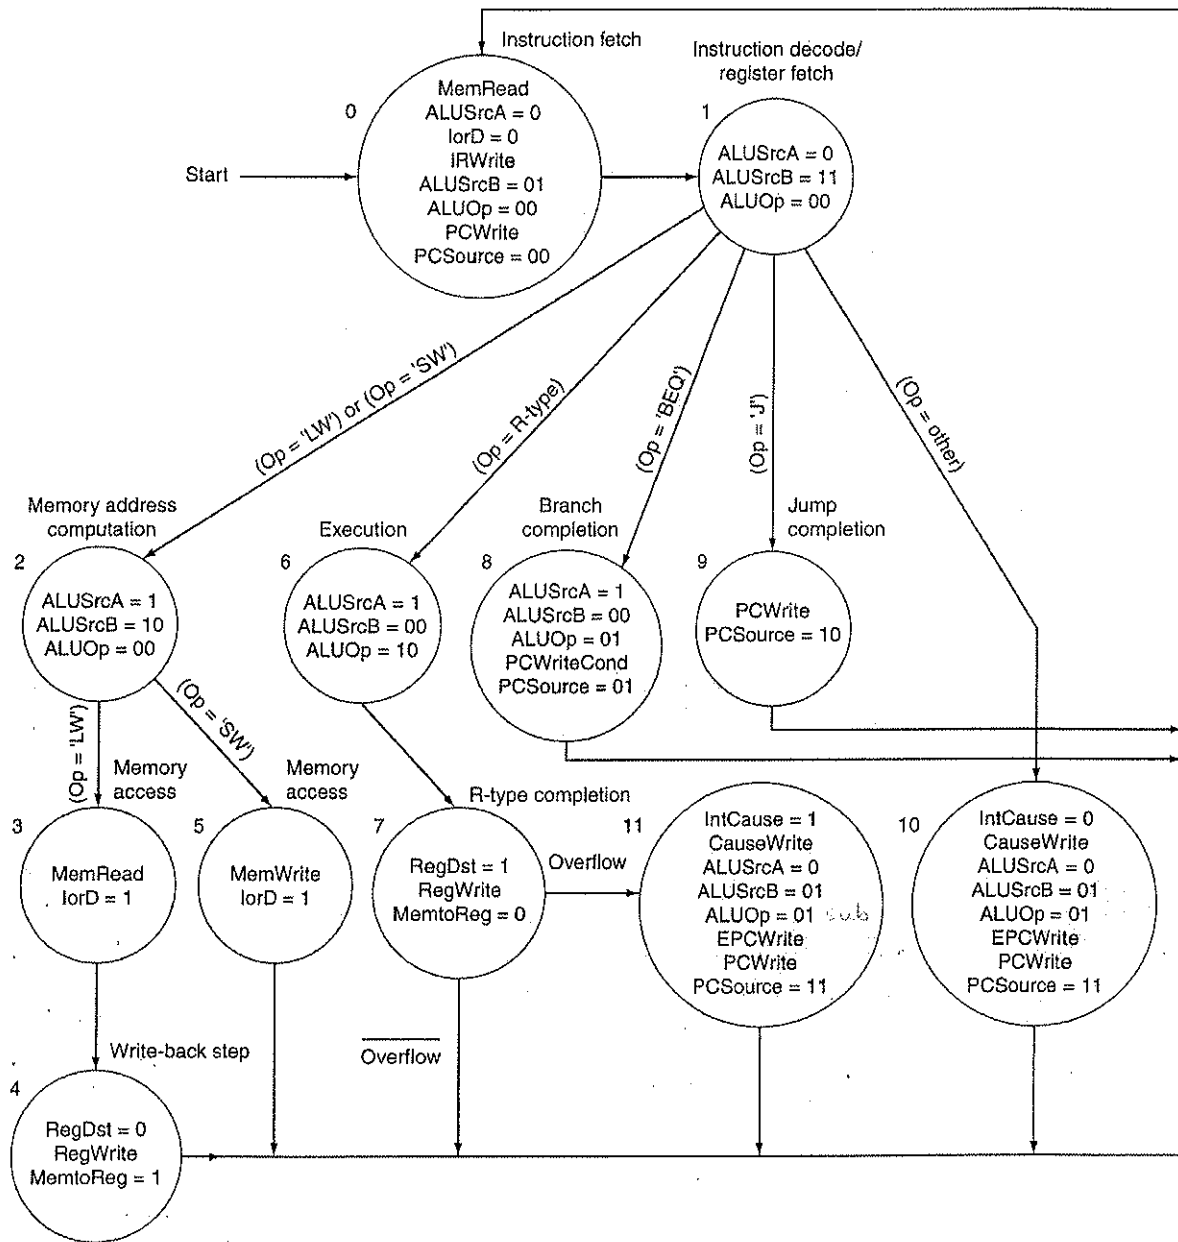 Instruction fetch
Instruction decode/
register fetch
0
MemRead
ALUSrcA = 0
IorD = 0
IRWrite
ALUSrcB = 01
ALUOp = 00
PCWrite
PCSource = 00
1
ALUSrcA = 0
ALUSrcB = 11
ALUOp = 00
Start
(Op = 'LW') or (Op = 'SW')
(Op = R-type)
(Op = 'BEQ')
(Op = 'J')
(Op = other)
Memory address
computation
2
ALUSrcA = 1
ALUSrcB = 10
ALUOp = 00
Execution
6
ALUSrcA = 1
ALUSrcB = 00
ALUOp = 10
Branch
completion
8
ALUSrcA = 1
ALUSrcB = 00
ALUOp = 01
PCWriteCond
PCSource = 01
Jump
completion
9
PCWrite
PCSource = 10
(Op = 'LW')
(Op = 'SW')
Memory
access
3
MemRead
IorD = 1
Memory
access
5
MemWrite
IorD = 1
R-type completion
7
RegDst = 1
RegWrite
MemtoReg = 0
Overflow
11
IntCause = 1
CauseWrite
ALUSrcA = 0
ALUSrcB = 01
ALUOp = 01 sub
EPCWrite
PCWrite
PCSource = 11
10
IntCause = 0
CauseWrite
ALUSrcA = 0
ALUSrcB = 01
ALUOp = 01
EPCWrite
PCWrite
PCSource = 11
Write-back step
Overflow
4
RegDst = 0
RegWrite
MemtoReg = 1